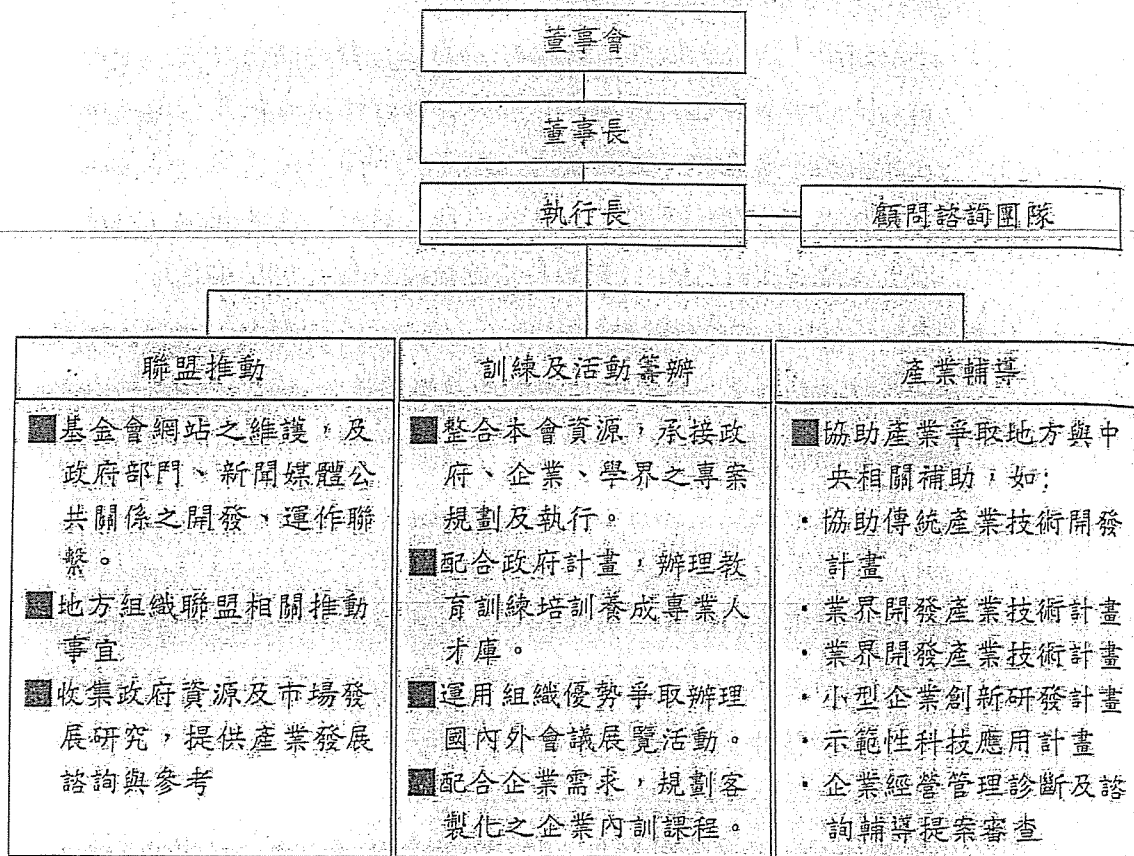 董事會
董事長
執行長
顧問諮詢團隊
聯盟推動
■基金會網站之維護，及
政府部門、新聞媒體公
共關係之開發、運作聯
繫。
■地方組織聯盟相關推動
事宜
■收集政府資源及市場發
展研究，提供產業發展
諮詢與參考
訓練及活動籌辦
■整合本會資源，承接政
府、企業、學界之專案
規劃及執行。
■配合政府計畫，辦理教
育訓練培訓養成專業人
才庫。
■運用組織優勢爭取辦理
國內外會議展覽活動。
■配合企業需求，規劃客
製化之企業內訓課程。
產業輔導
■協助產業爭取地方與中
央相關補助，如:
·協助傳統產業技術開發
計畫
·業界開發產業技術計畫
·業界開發產業技術計畫
·小型企業創新研發計畫
·示範性科技應用計畫
·企業經營管理診斷及諮
詢輔導提案審查